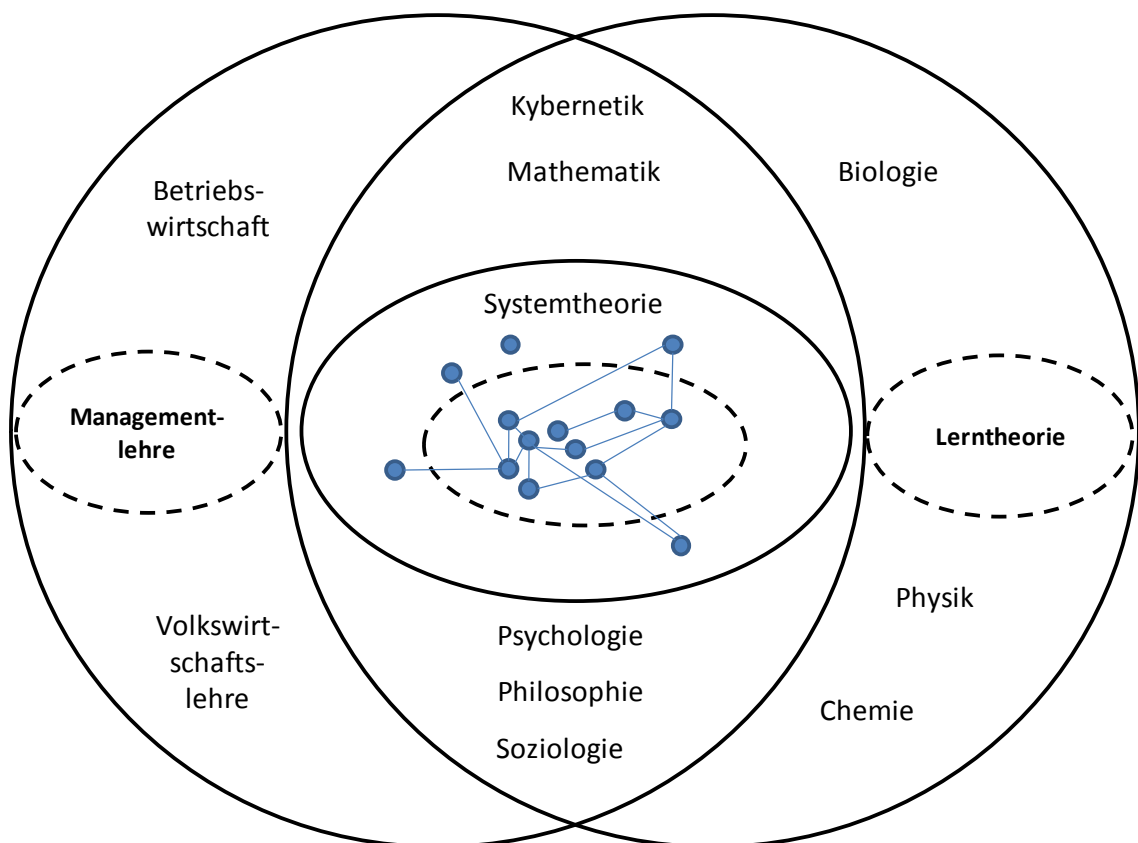 Kybernetik
Mathematik
Biologie
Betriebs-
wirtschaft
Systemtheorie
Management-
lehre
Lerntheorie
Physik
Volkswirt-
schafts-
lehre
Psychologie
Philosophie
Soziologie
Chemie